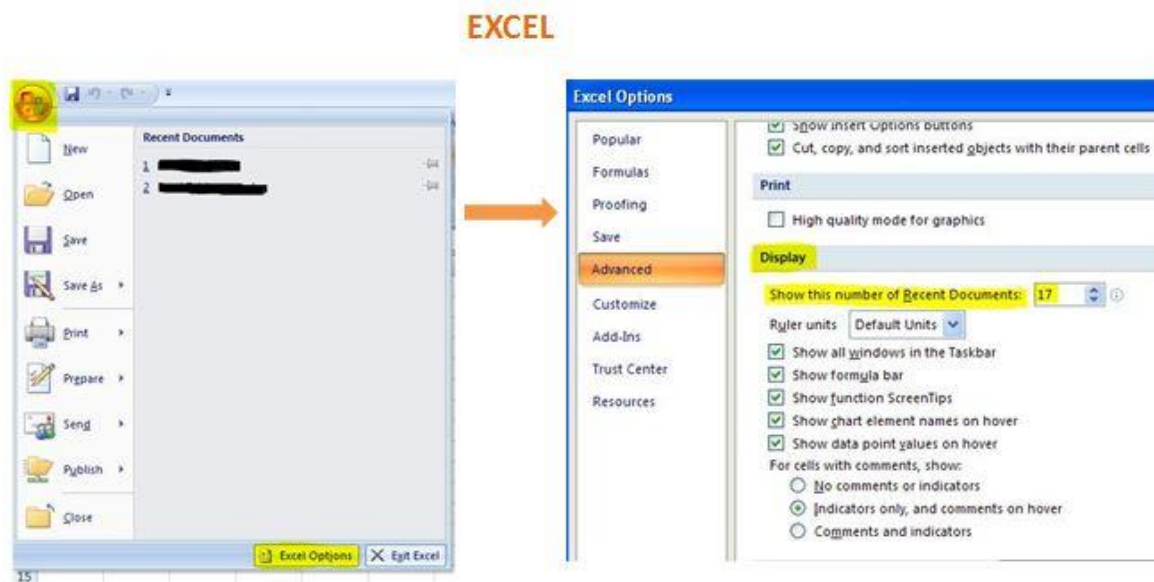 EXCEL
Recent Documents
1
2
New
Open
Save
Save As
Print
Prepare
Send
Publish
Close
Excel Options
Exit Excel
15
Excel Options
Popular
Formulas
Proofing
Save
Advanced
Customize
Add-Ins
Trust Center
Resources
Show Insert Options buttons
Cut, copy, and sort inserted objects with their parent cells
Print
High quality mode for graphics
Display
Show this number of Recent Documents: 17
Ruler units Default Units
Show all windows in the Taskbar
Show formula bar
Show function ScreenTips
Show chart element names on hover
Show data point values on hover
For cells with comments, show:
No comments or indicators
Indicators only, and comments on hover
Comments and indicators